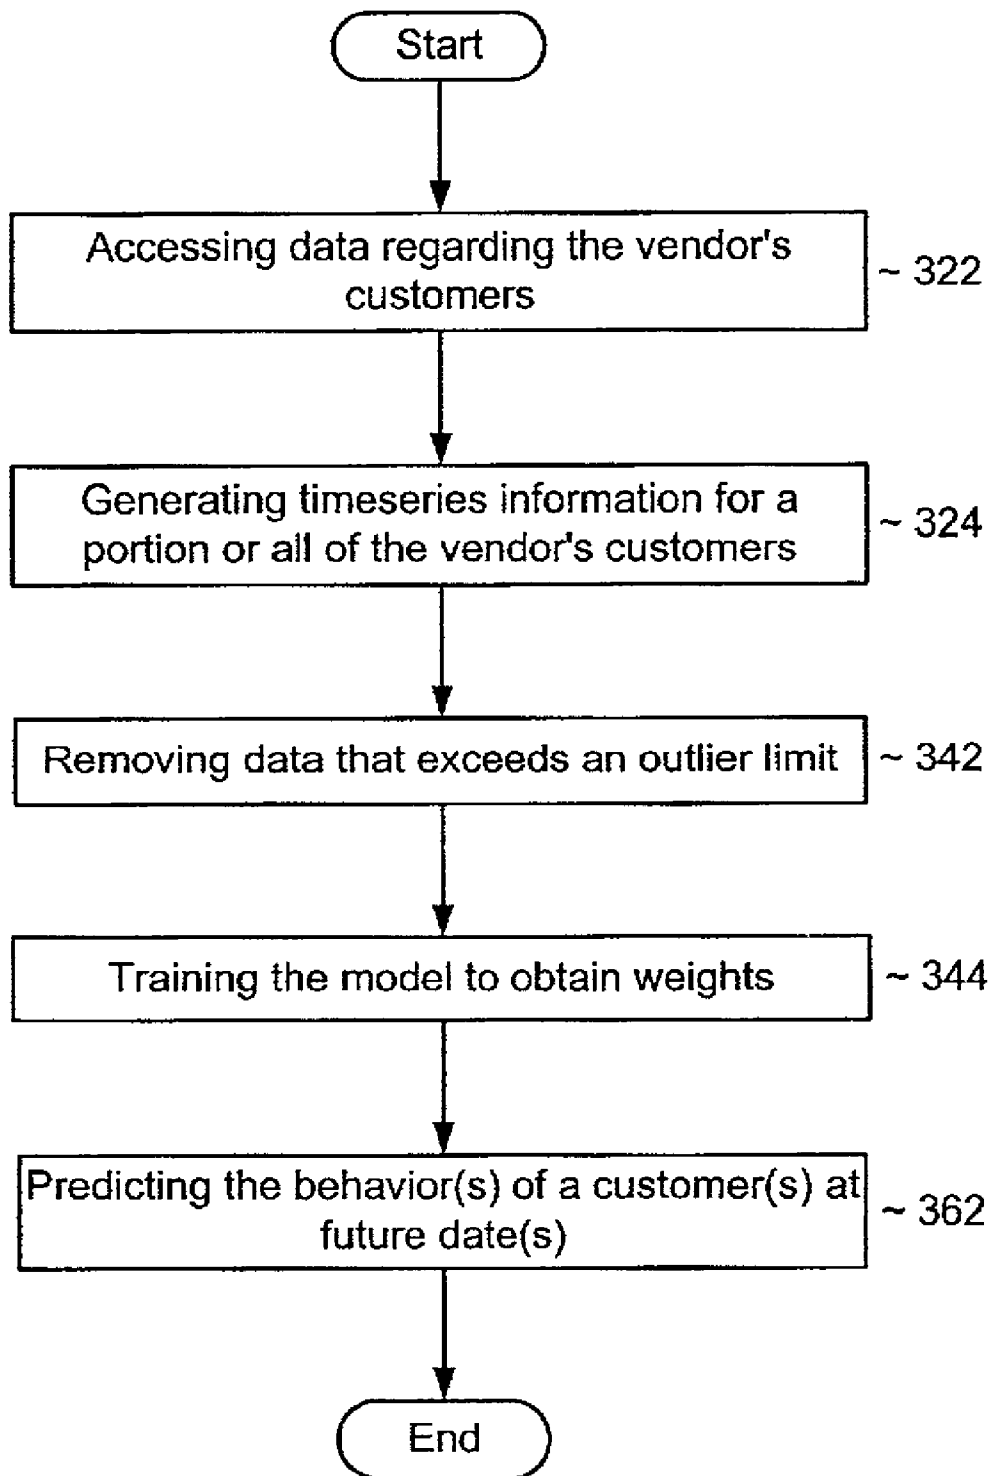 Start
Accessing data regarding the vendor's
customers
~ 322
Generating timeseries information for a
portion or all of the vendor's customers
~ 324
Removing data that exceeds an outlier limit
~ 342
Training the model to obtain weights
~ 344
Predicting the behavior(s) of a customer(s) at
future date(s)
~ 362
End